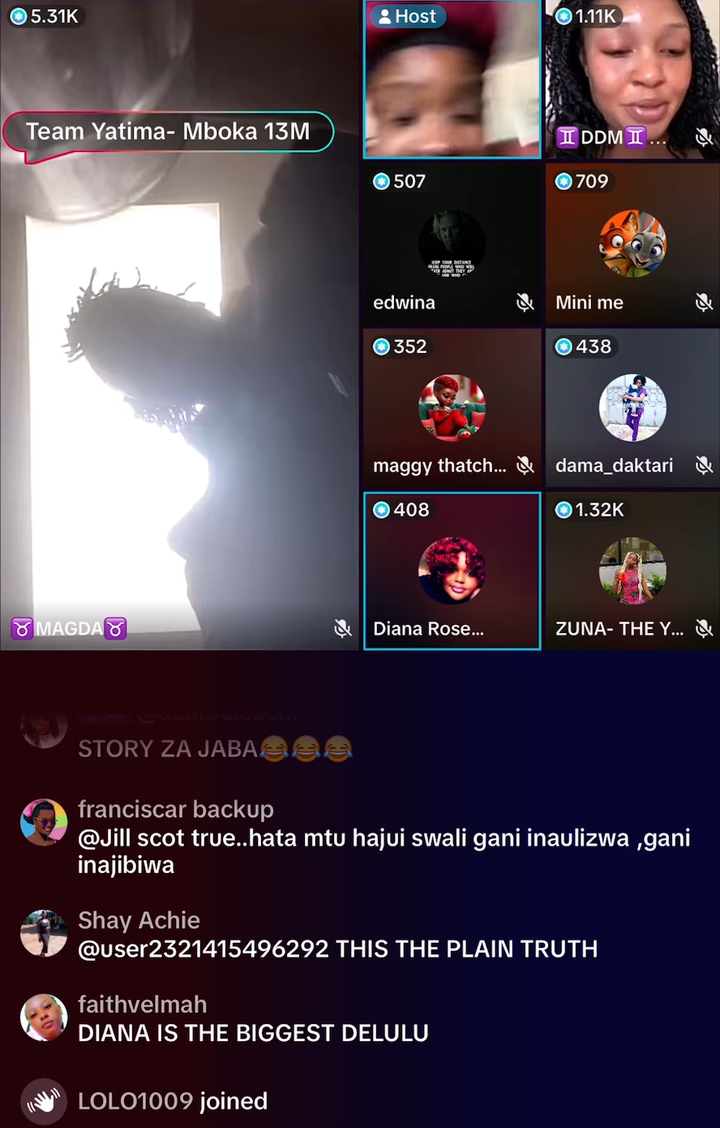 5.31K
Team Yatima- Mboka 13M
♉MAGDA♉
Host
1.11K
♊DDM♊...
507
edwina
709
Mini me
352
maggy thatch...
438
dama_daktari
408
Diana Rose...
1.32K
ZUNA- THE Y...
STORY ZA JABA😂😂😂
franciscar backup
@Jill scot true..hata mtu hajui swali gani inaulizwa ,gani
inajibiwa
Shay Achie
@user2321415496292 THIS THE PLAIN TRUTH
faithvelmah
DIANA IS THE BIGGEST DELULU
LOLO1009 joined